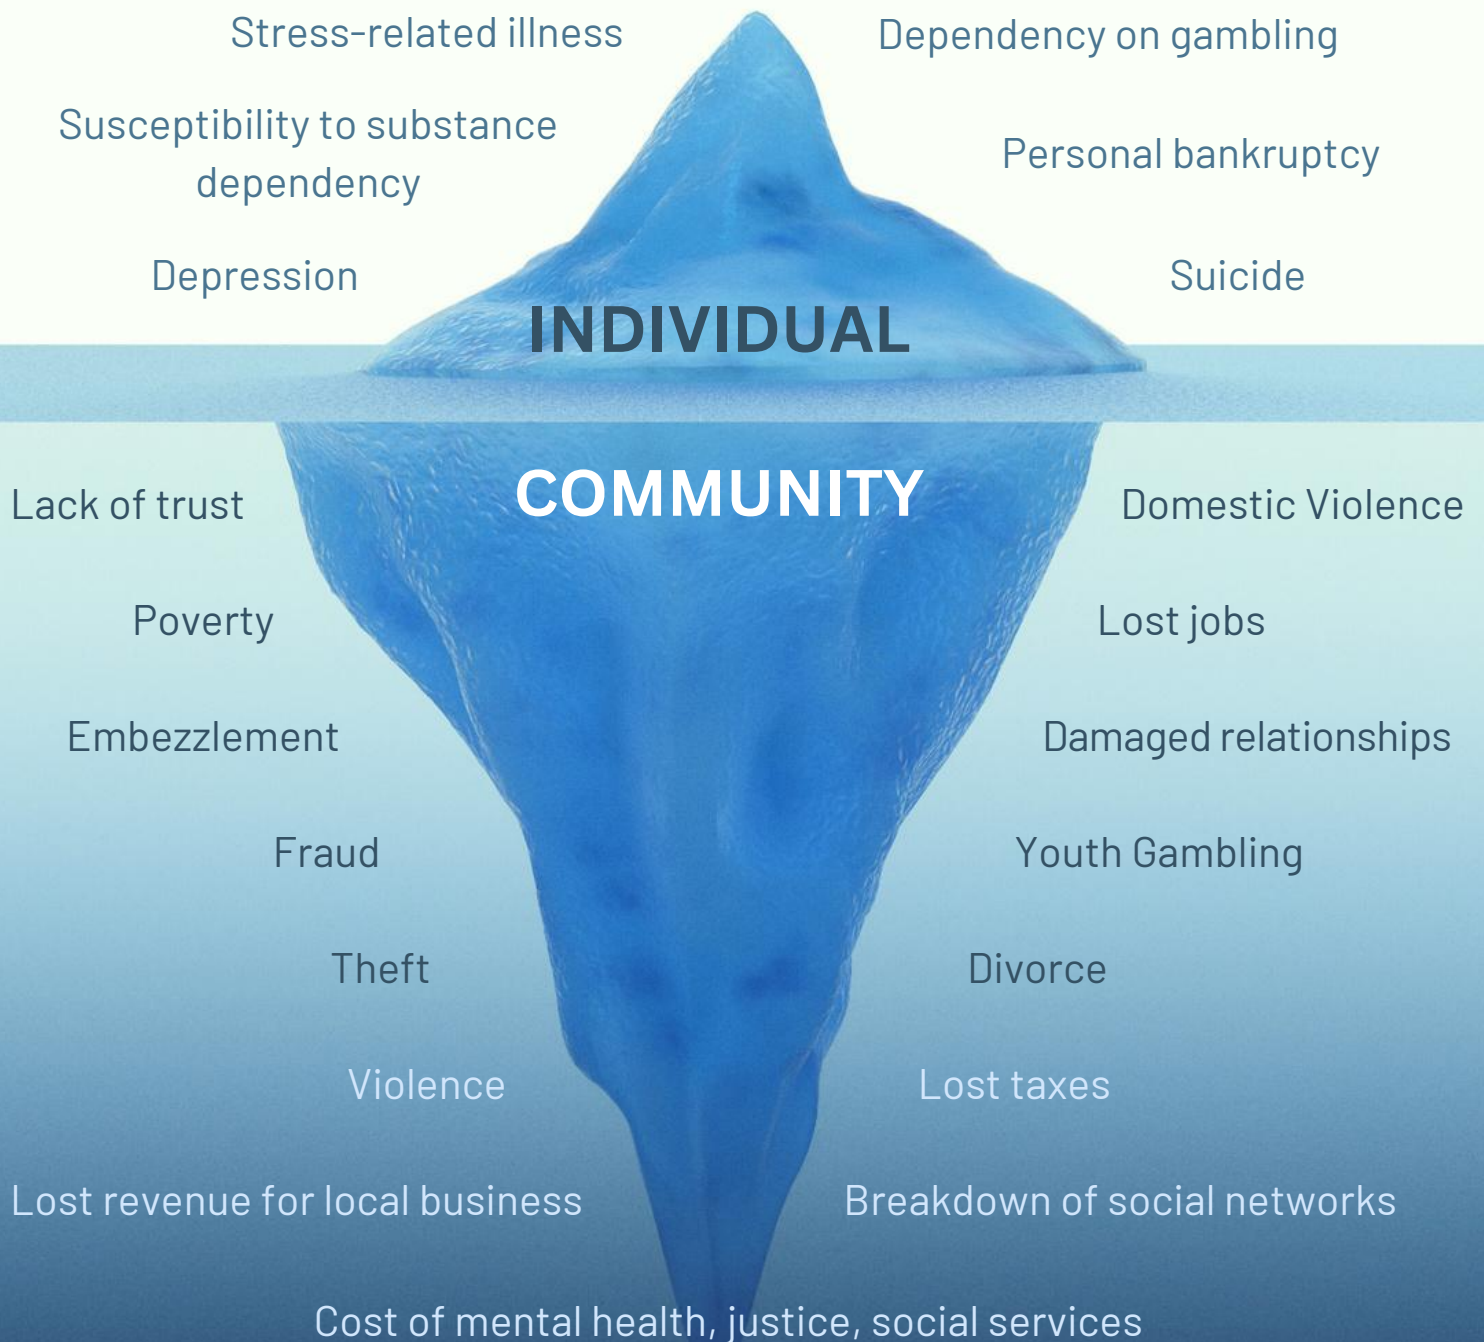 Stress-related illness
Dependency on gambling
Susceptibility to substance
dependency
Personal bankruptcy
Depression
Suicide
INDIVIDUAL
COMMUNITY
Lack of trust
Domestic Violence
Poverty
Lost jobs
Embezzlement
Damaged relationships
Fraud
Youth Gambling
Theft
Divorce
Violence
Lost taxes
Lost revenue for local business
Breakdown of social networks
Cost of mental health, justice, social services